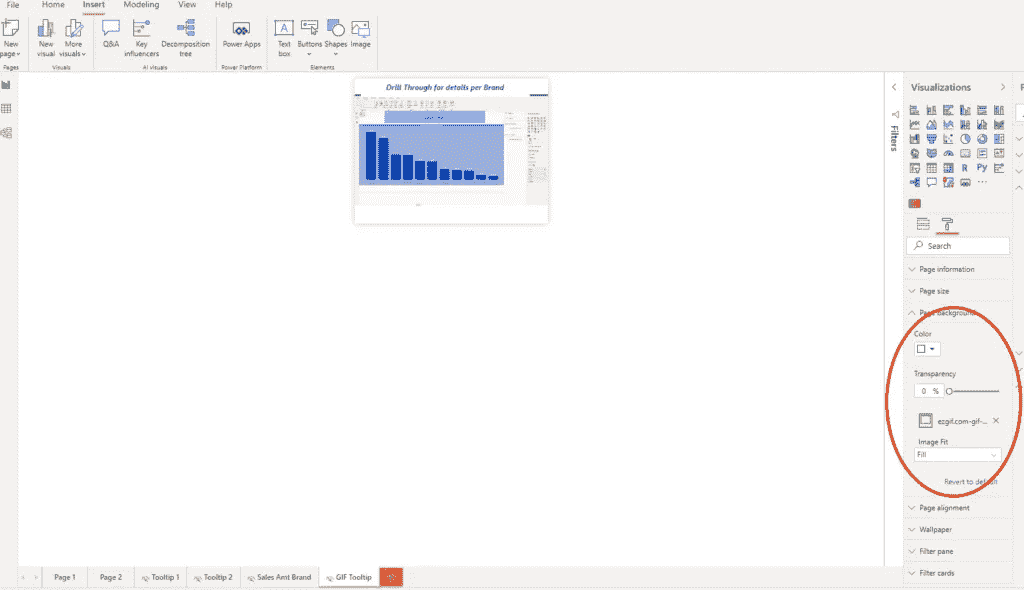 File Home Insert Modeling View Help
New page New visual More visuals Q&A Key influencers Decomposition tree Power Apps Text box Buttons Shapes Image
Pages Visuals AI visuals Power Platform Elements
Drill Through for details per Brand
Filters
Visualizations
R Py
Search
Page information
Page size
Page background
Color
Transparency
0 %
ezgif.com-gif-...
Image Fit
Fill
Revert to default
Page alignment
Wallpaper
Filter pane
Filter cards
Page 1 Page 2 Tooltip 1 Tooltip 2 Sales Amt Brand GIF Tooltip